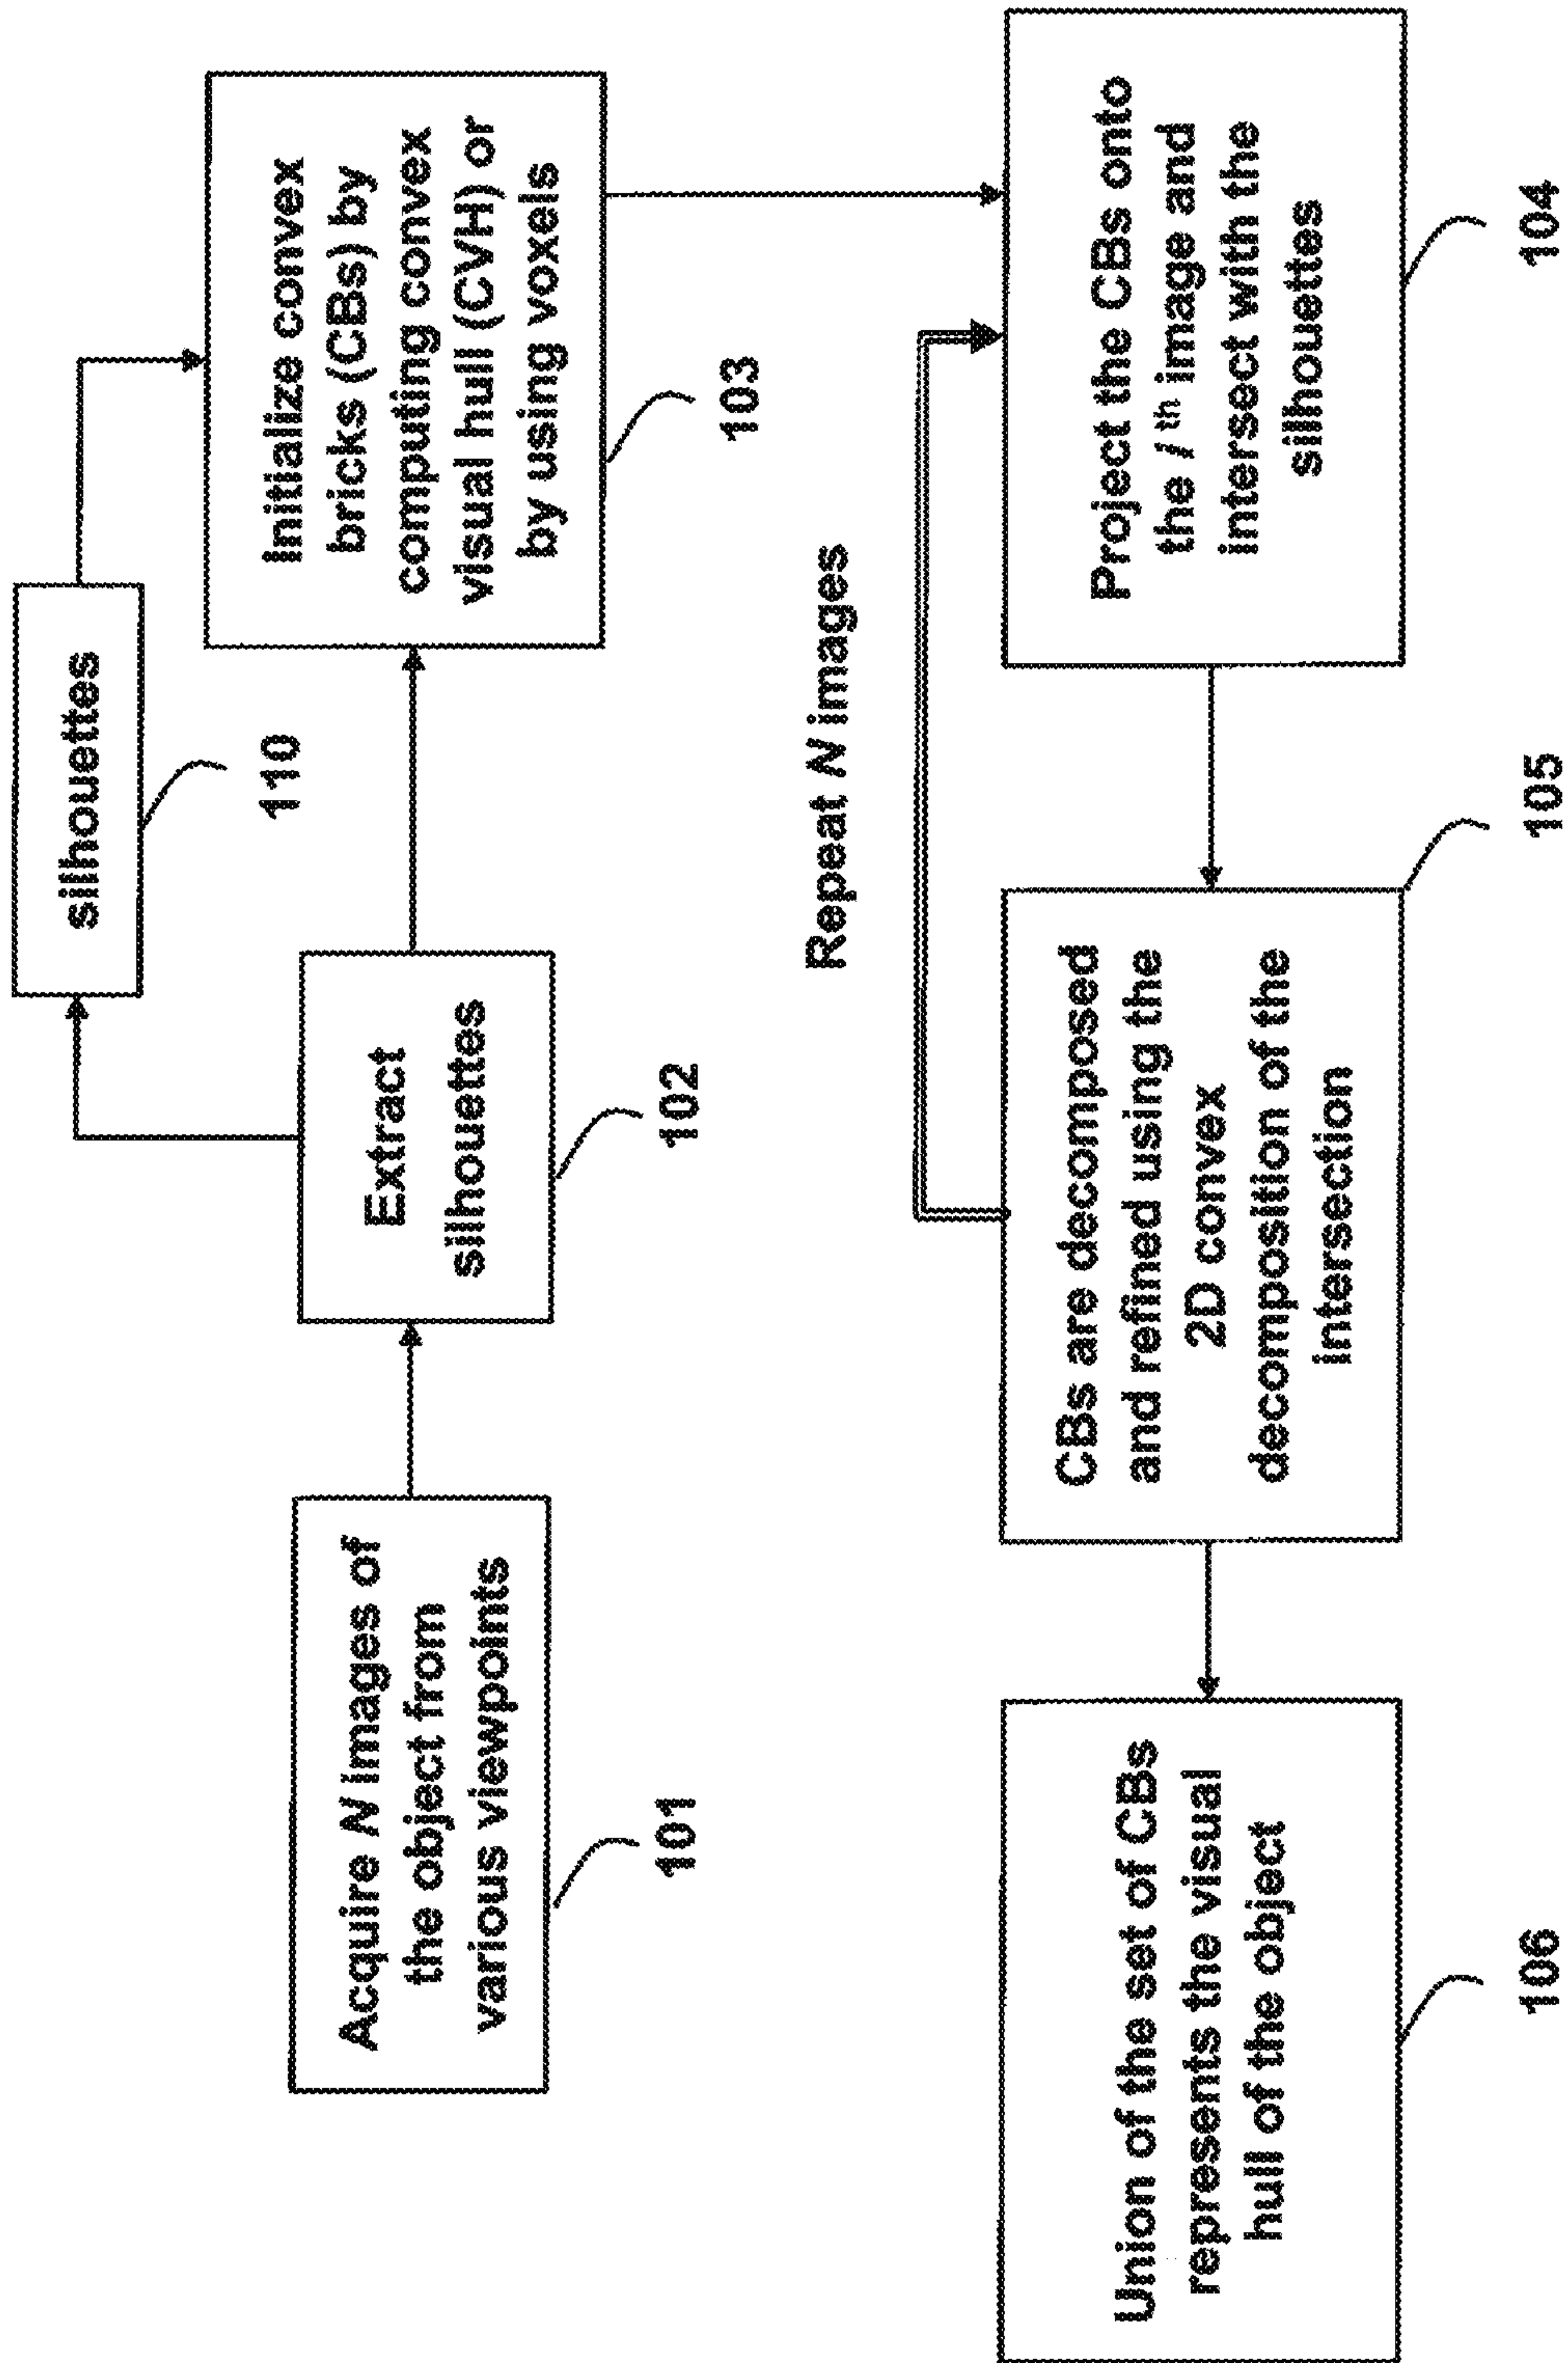 Acquire N images of
the object from
various viewpoints
101
Extract
silhouettes
102
silhouettes
110
Initialize convex
bricks (CBs) by
computing convex
visual hull (CVH) or
by using voxels
103
Repeat N images
Project the CBs onto
the i th image and
intersect with the
silhouettes
104
CBs are decomposed
and refined using the
2D convex
decomposition of the
intersection
105
Union of the set of CBs
represents the visual
hull of the object
106